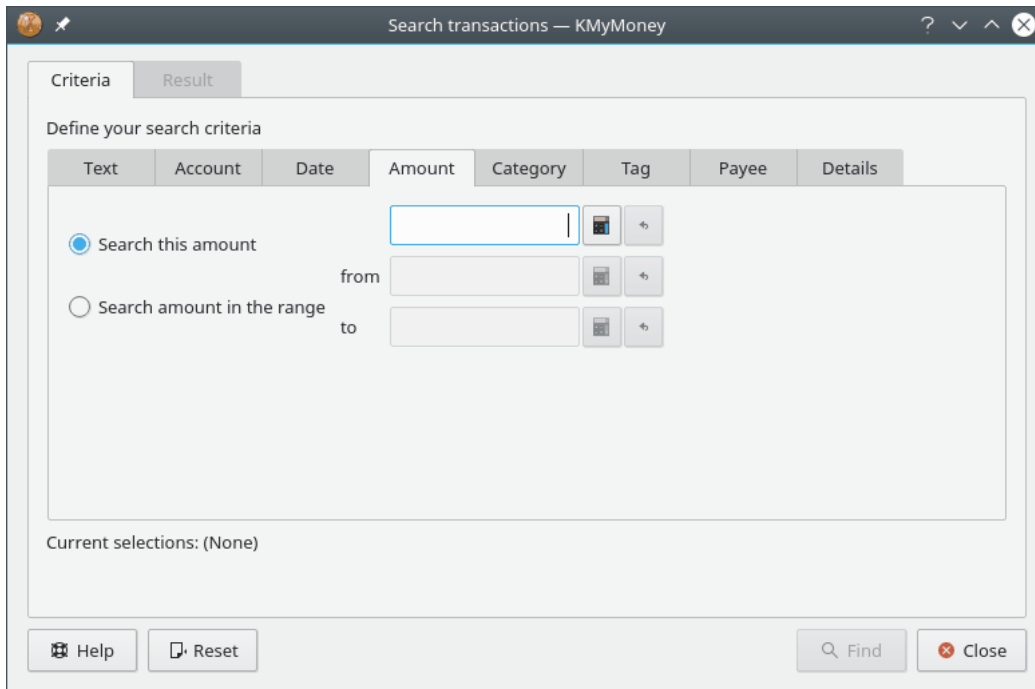 Search transactions — KMyMoney
Criteria
Result
Define your search criteria
Text
Account
Date
Amount
Category
Tag
Payee
Details
Search this amount
from
Search amount in the range
to
Current selections: (None)
Help
Reset
Find
Close